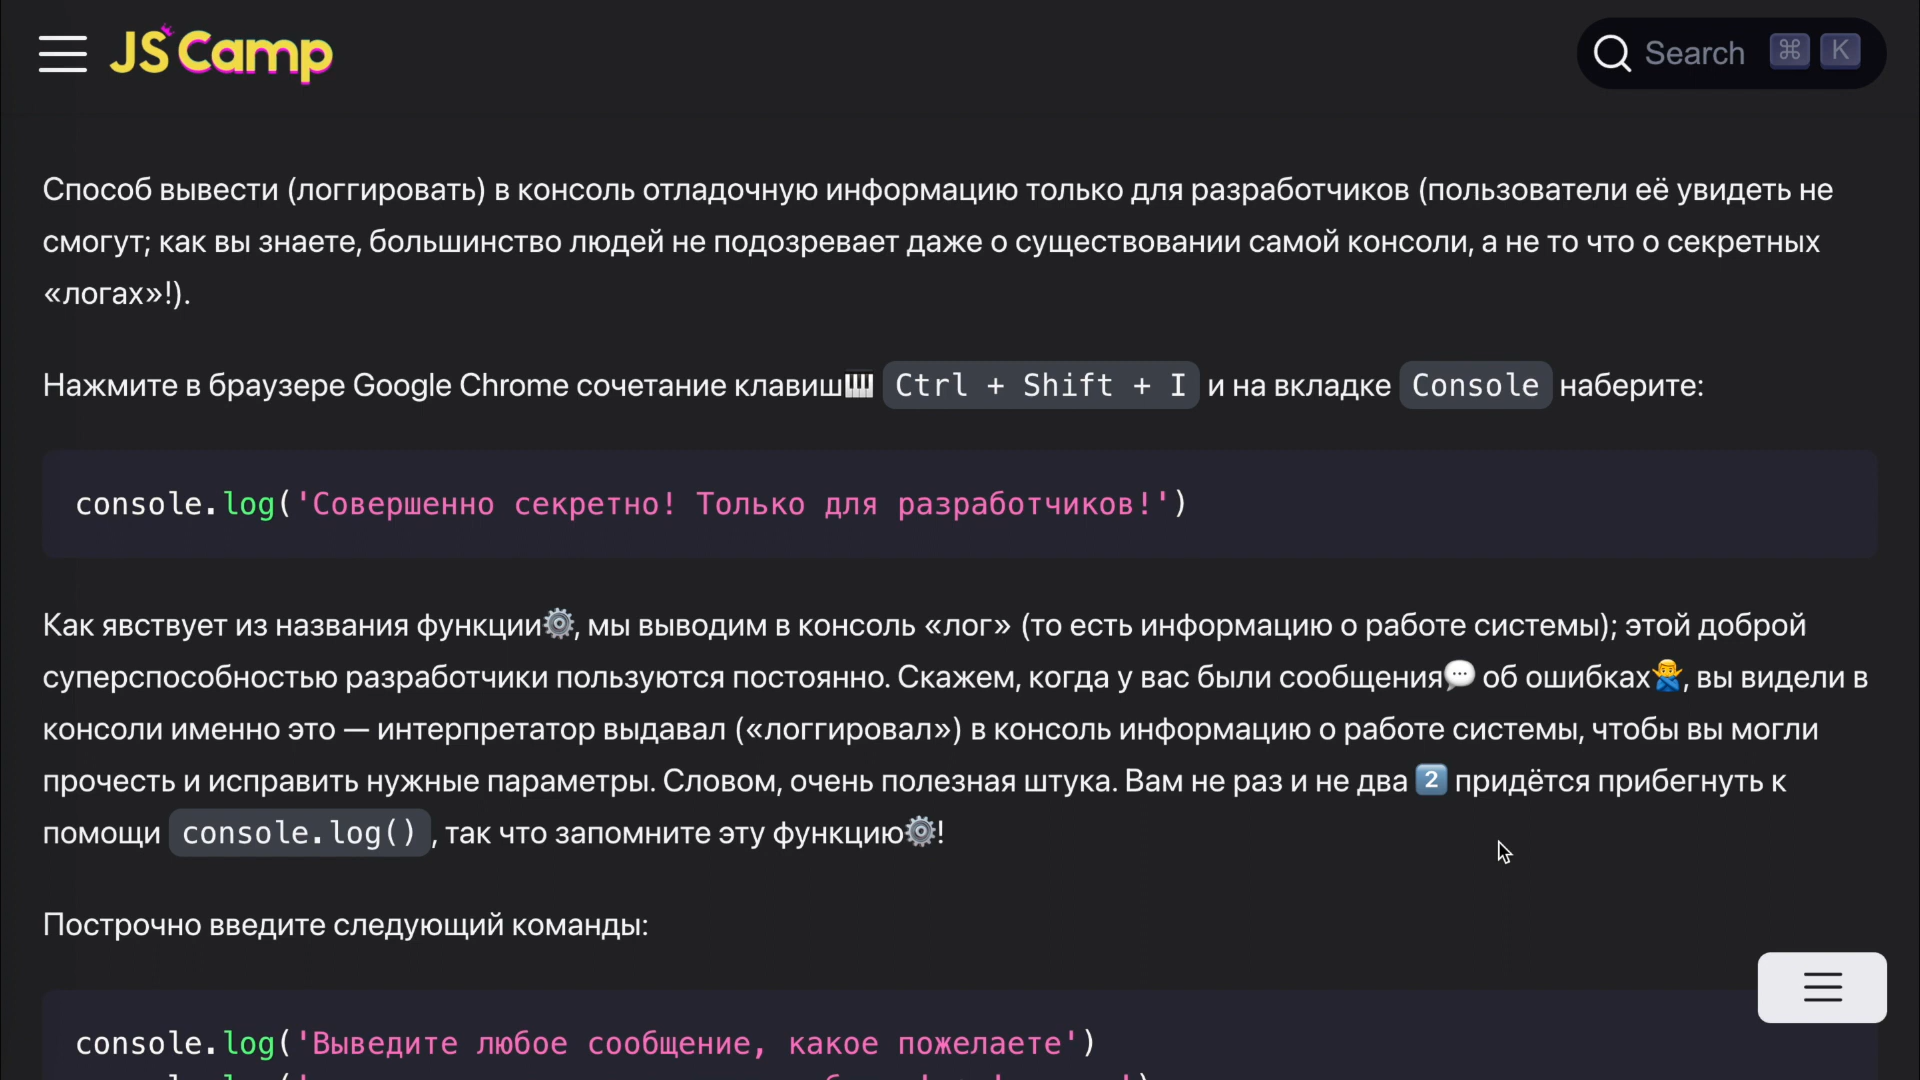 JS Camp
Search ⌘ K
Способ вывести (логгировать) в консоль отладочную информацию только для разработчиков (пользователи её увидеть не
смогут; как вы знаете, большинство людей не подозревает даже о существовании самой консоли, а не то что о секретных
«логах»!).
Нажмите в браузере Google Chrome сочетание клавиш🎹 Ctrl + Shift + I и на вкладке Console наберите:
console.log('Совершенно секретно! Только для разработчиков!')
Как явствует из названия функции⚙️, мы выводим в консоль «лог» (то есть информацию о работе системы); этой доброй
суперспособностью разработчики пользуются постоянно. Скажем, когда у вас были сообщения💬 об ошибках🙅‍♂️, вы видели в
консоли именно это — интерпретатор выдавал («логгировал») в консоль информацию о работе системы, чтобы вы могли
прочесть и исправить нужные параметры. Словом, очень полезная штука. Вам не раз и не два 2️⃣ придётся прибегнуть к
помощи console.log(), так что запомните эту функцию⚙️!
Построчно введите следующий команды:
console.log('Выведите любое сообщение, какое пожелаете')